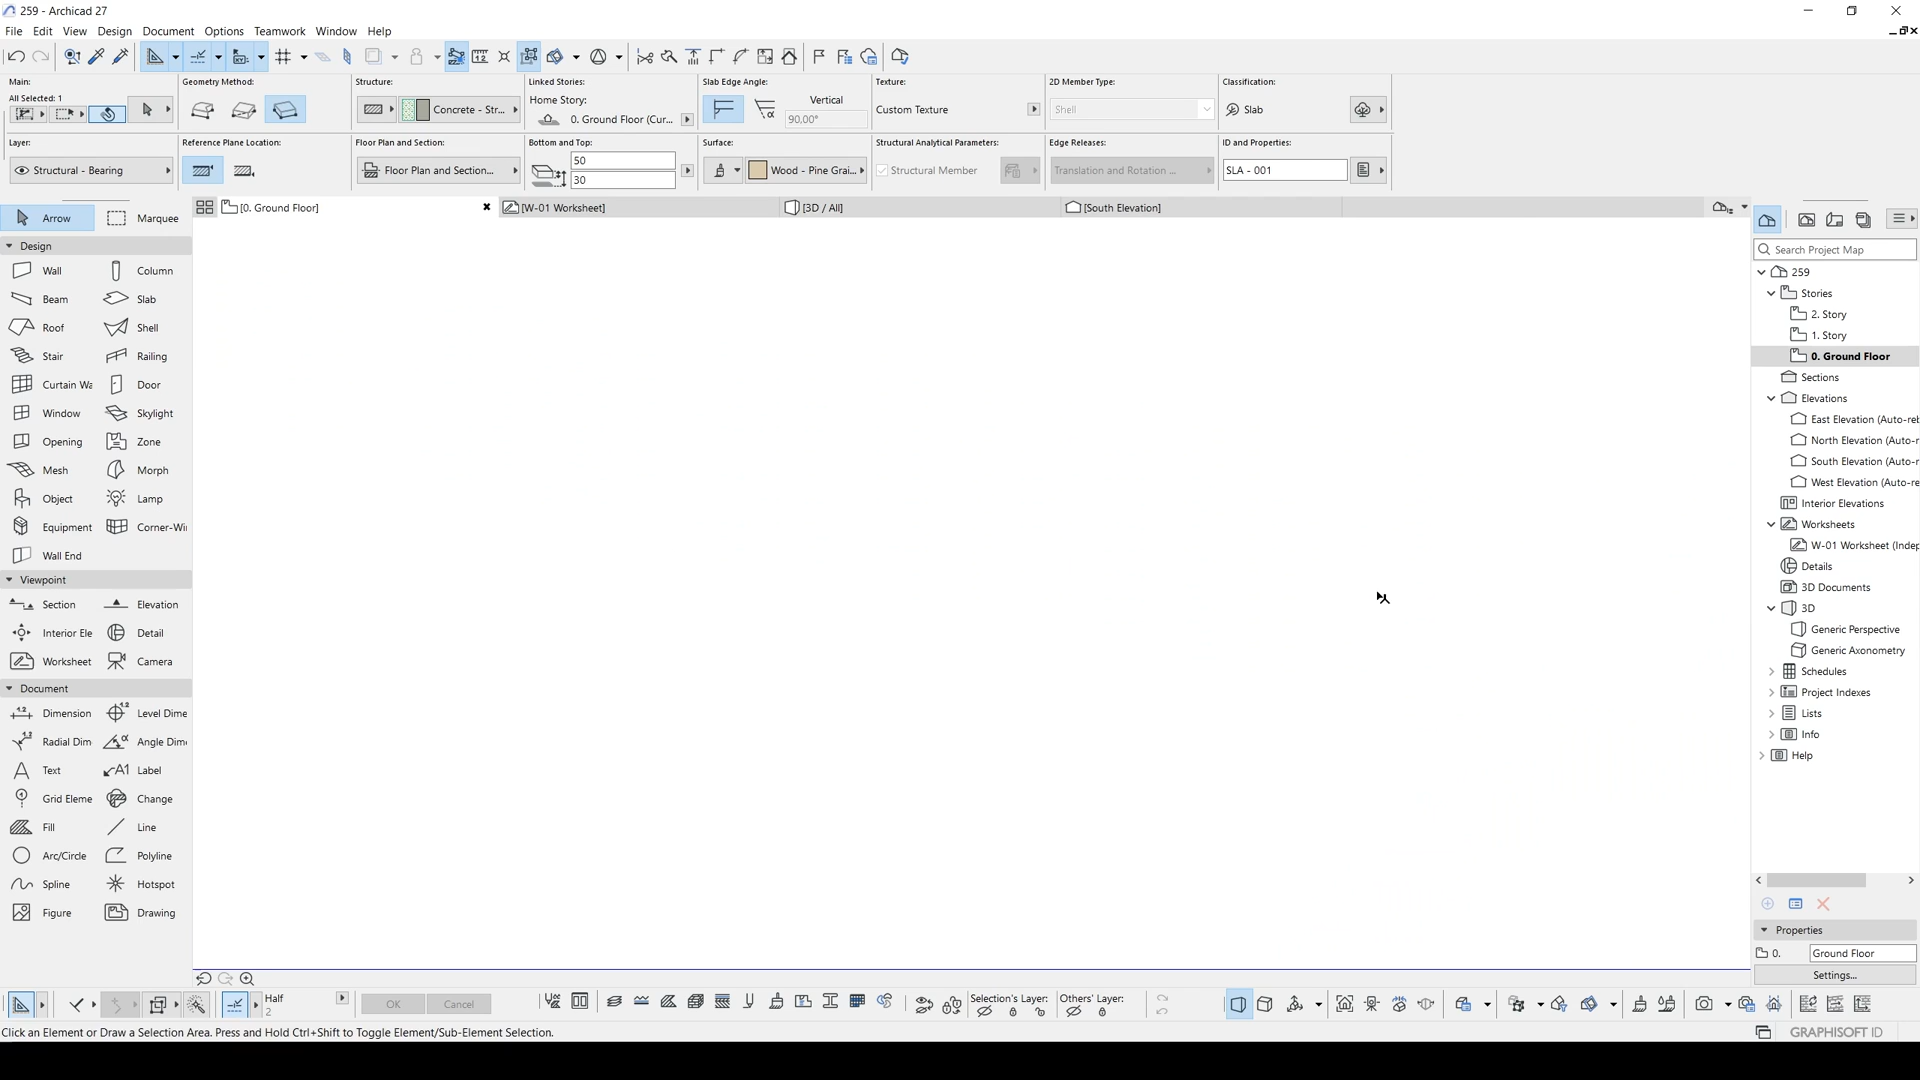 259 - Archicad 27
File Edit View Design Document Options Teamwork Window Help
Main: Geometry Method: Structure: Linked Stories: Slab Edge Angle: Texture: 2D Member Type: Classification:
All Selected: 1
Concrete - Str...
Home Story:
0. Ground Floor (Cur...
Vertical
90,00°
Custom Texture
Shell
Slab
Layer: Reference Plane Location: Floor Plan and Section: Bottom and Top: Surface: Structural Analytical Parameters: Edge Releases: ID and Properties:
Structural - Bearing
Floor Plan and Section...
50
30
Wood - Pine Grai...
Structural Member
Translation and Rotation ...
SLA - 001
Arrow Marquee
[0. Ground Floor] [W-01 Worksheet] [3D / All] [South Elevation]
Design
Wall Column
Beam Slab
Roof Shell
Stair Railing
Curtain Wa Door
Window Skylight
Opening Zone
Mesh Morph
Object Lamp
Equipment Corner-Wi
Wall End
Viewpoint
Section Elevation
Interior Ele Detail
Worksheet Camera
Document
1.2 Dimension 1.2 Level Dime
1.2 Radial Dim Angle Dim
Text A1 Label
Grid Eleme Change
Fill Line
Arc/Circle Polyline
Spline Hotspot
Figure Drawing
Search Project Map
259
Stories
2. Story
1. Story
0. Ground Floor
Sections
Elevations
East Elevation (Auto-reb
North Elevation (Auto-r
South Elevation (Auto-r
West Elevation (Auto-re
Interior Elevations
Worksheets
W-01 Worksheet (Indep
Details
3D Documents
3D
Generic Perspective
Generic Axonometry
Schedules
Project Indexes
Lists
Info
Help
Properties
0. Ground Floor
Settings...
Half
2
OK Cancel
Selection's Layer: Others' Layer:
Click an Element or Draw a Selection Area. Press and Hold Ctrl+Shift to Toggle Element/Sub-Element Selection.
GRAPHISOFT ID